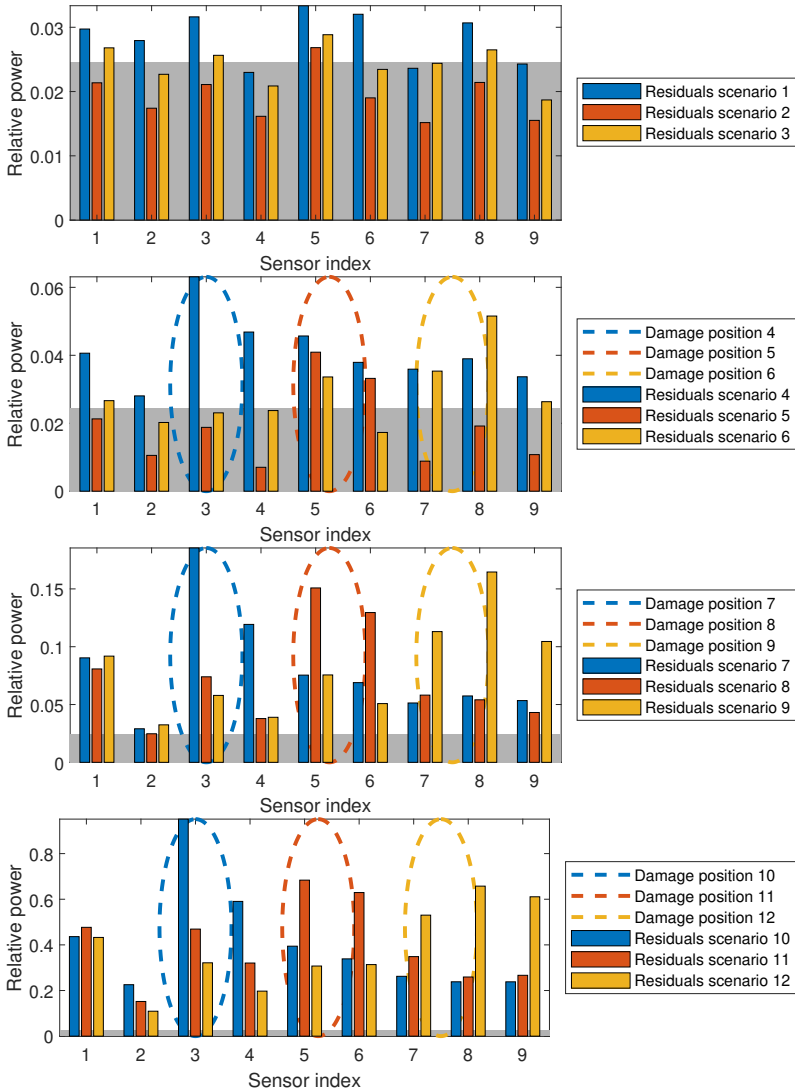 0.03
0.02
0.01
0
Relative power
1 2 3 4 5 6 7 8 9
Sensor index
Residuals scenario 1
Residuals scenario 2
Residuals scenario 3
0.06
0.04
0.02
0
Relative power
1 2 3 4 5 6 7 8 9
Sensor index
Damage position 4
Damage position 5
Damage position 6
Residuals scenario 4
Residuals scenario 5
Residuals scenario 6
0.15
0.1
0.05
0
Relative power
1 2 3 4 5 6 7 8 9
Sensor index
Damage position 7
Damage position 8
Damage position 9
Residuals scenario 7
Residuals scenario 8
Residuals scenario 9
0.8
0.6
0.4
0.2
0
Relative power
1 2 3 4 5 6 7 8 9
Sensor index
Damage position 10
Damage position 11
Damage position 12
Residuals scenario 10
Residuals scenario 11
Residuals scenario 12